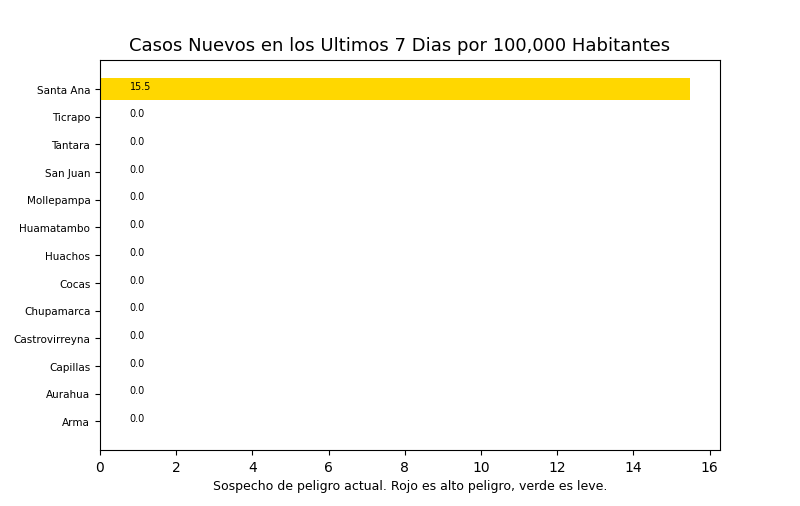 Casos Nuevos en los Ultimos 7 Dias por 100,000 Habitantes
Santa Ana 15.5
Ticrapo 0.0
Tantara 0.0
San Juan 0.0
Mollepampa 0.0
Huamatambo 0.0
Huachos 0.0
Cocas 0.0
Chupamarca 0.0
Castrovirreyna 0.0
Capillas 0.0
Aurahua 0.0
Arma 0.0
0 2 4 6 8 10 12 14 16
Sospecho de peligro actual. Rojo es alto peligro, verde es leve.